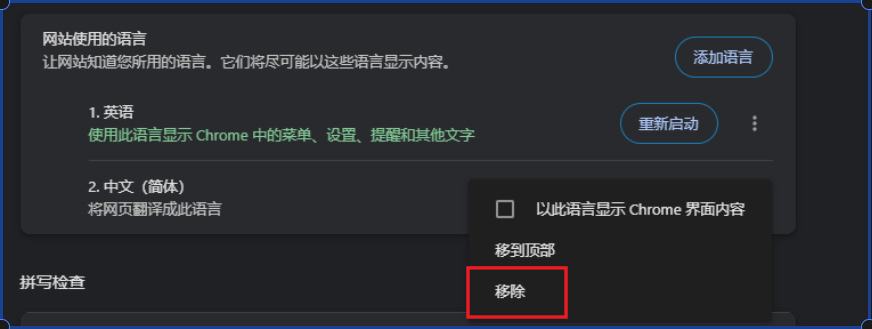 网站使用的语言
让网站知道您所用的语言。它们将尽可能以这些语言显示内容。
添加语言
1. 英语
使用此语言显示 Chrome 中的菜单、设置、提醒和其他文字
重新启动
2. 中文（简体）
将网页翻译成此语言
以此语言显示 Chrome 界面内容
移到顶部
移除
拼写检查